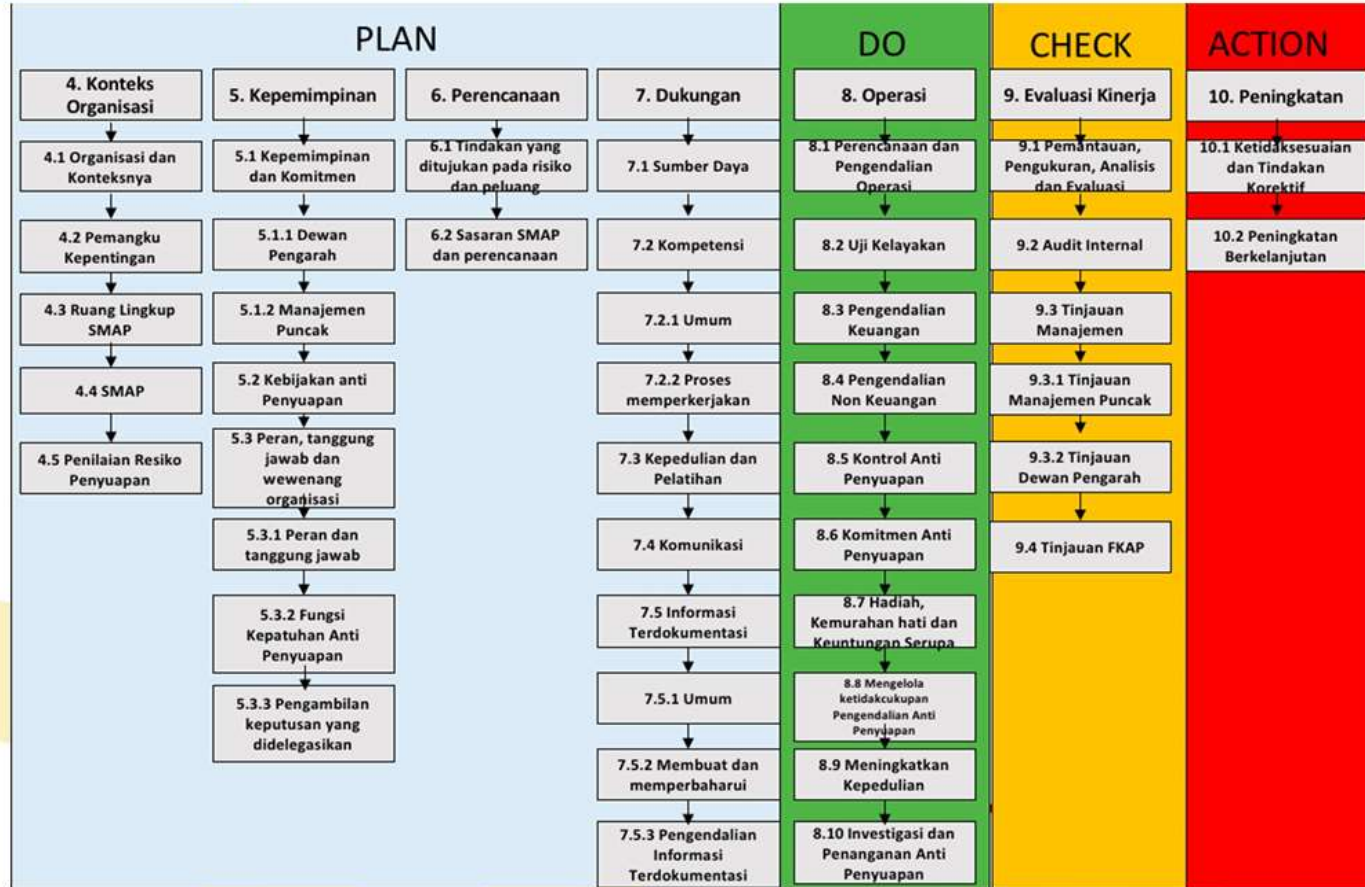 PLAN
DO
CHECK
ACTION
4. Konteks
Organisasi
4.1 Organisasi dan
Konteksnya
4.2 Pemangku
Kepentingan
4.3 Ruang Lingkup
SMAP
4.4 SMAP
4.5 Penilaian Resiko
Penyuapan
5. Kepemimpinan
5.1 Kepemimpinan
dan Komitmen
5.1.1 Dewan
Pengarah
5.1.2 Manajemen
Puncak
5.2 Kebijakan anti
Penyuapan
5.3 Peran, tanggung
jawab dan
wewenang
organisasi
5.3.1 Peran dan
tanggung jawab
5.3.2 Fungsi
Kepatuhan Anti
Penyuapan
5.3.3 Pengambilan
keputusan yang
didelegasikan
6. Perencanaan
6.1 Tindakan yang
ditujukan pada risiko
dan peluang
6.2 Sasaran SMAP
dan perencanaan
7. Dukungan
7.1 Sumber Daya
7.2 Kompetensi
7.2.1 Umum
7.2.2 Proses
memperkerjakan
7.3 Kepedulian dan
Pelatihan
7.4 Komunikasi
7.5 Informasi
Terdokumentasi
7.5.1 Umum
7.5.2 Membuat dan
memperbaharui
7.5.3 Pengendalian
Informasi
Terdokumentasi
8. Operasi
8.1 Perencanaan dan
Pengendalian
Operasi
8.2 Uji Kelayakan
8.3 Pengendalian
Keuangan
8.4 Pengendalian
Non Keuangan
8.5 Kontrol Anti
Penyuapan
8.6 Komitmen Anti
Penyuapan
8.7 Hadiah,
Kemurahan hati dan
Keuntungan Serupa
8.8 Mengelola
ketidakcukupan
Pengendalian Anti
Penyuapan
8.9 Meningkatkan
Kepedulian
8.10 Investigasi dan
Penanganan Anti
Penyuapan
9. Evaluasi Kinerja
9.1 Pemantauan,
Pengukuran, Analisis
dan Evaluasi
9.2 Audit Internal
9.3 Tinjauan
Manajemen
9.3.1 Tinjauan
Manajemen Puncak
9.3.2 Tinjauan
Dewan Pengarah
9.4 Tinjauan FKAP
10. Peningkatan
10.1 Ketidaksesuaian
dan Tindakan
Korektif
10.2 Peningkatan
Berkelanjutan